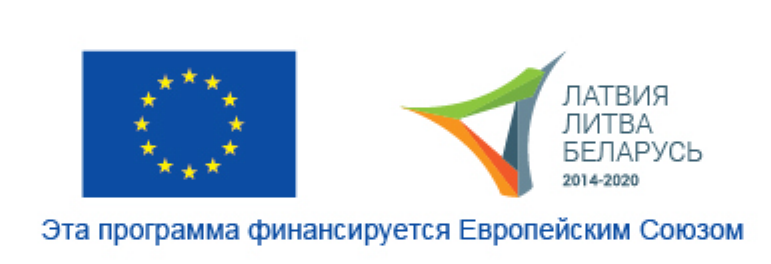 ЛАТВИЯ
ЛИТВА
БЕЛАРУСЬ
2014-2020
Эта программа финансируется Европейским Союзом